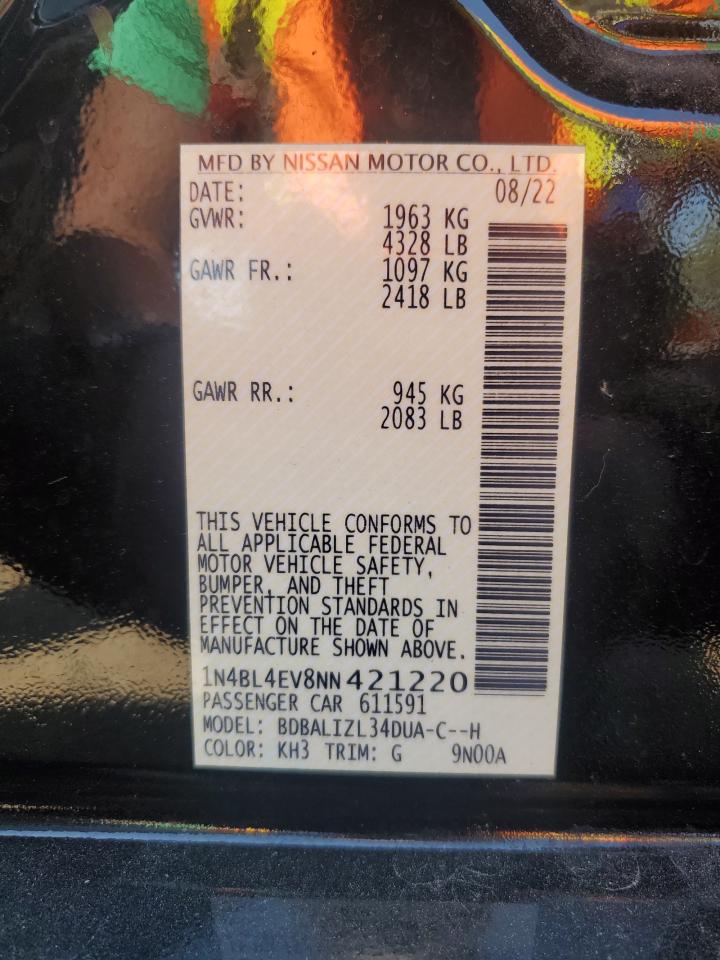 MFD BY NISSAN MOTOR CO., LTD.
DATE: 08/22
GVWR: 1963 KG
4328 LB
GAWR FR.: 1097 KG
2418 LB
GAWR RR.: 945 KG
2083 LB
THIS VEHICLE CONFORMS TO
ALL APPLICABLE FEDERAL
MOTOR VEHICLE SAFETY,
BUMPER, AND THEFT
PREVENTION STANDARDS IN
EFFECT ON THE DATE OF
MANUFACTURE SHOWN ABOVE.
1N4BL4EV8NN421220
PASSENGER CAR 611591
MODEL: BDBALIZL34DUA-C--H
COLOR: KH3 TRIM: G 9N00A